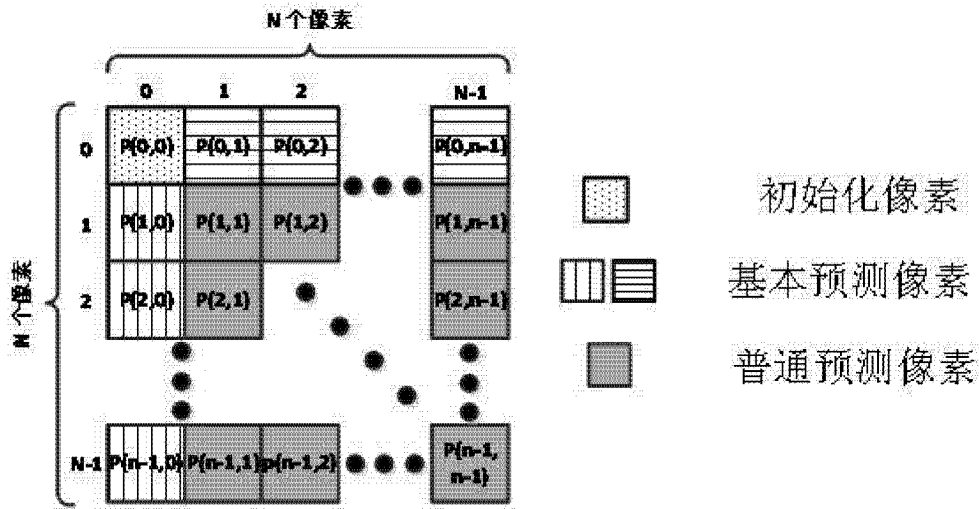 N个像素
0 1 2 N-1
0 P(0,0) P(0,1) P(0,2) P(0,n-1)
1 P(1,0) P(1,1) P(1,2) P(1,n-1)
2 P(2,0) P(2,1) P(2,n-1)
N-1 P(n-1,0) P(n-1,1) p(n-1,2) P(n-1,
n-1)
N个像素
初始化像素
基本预测像素
普通预测像素